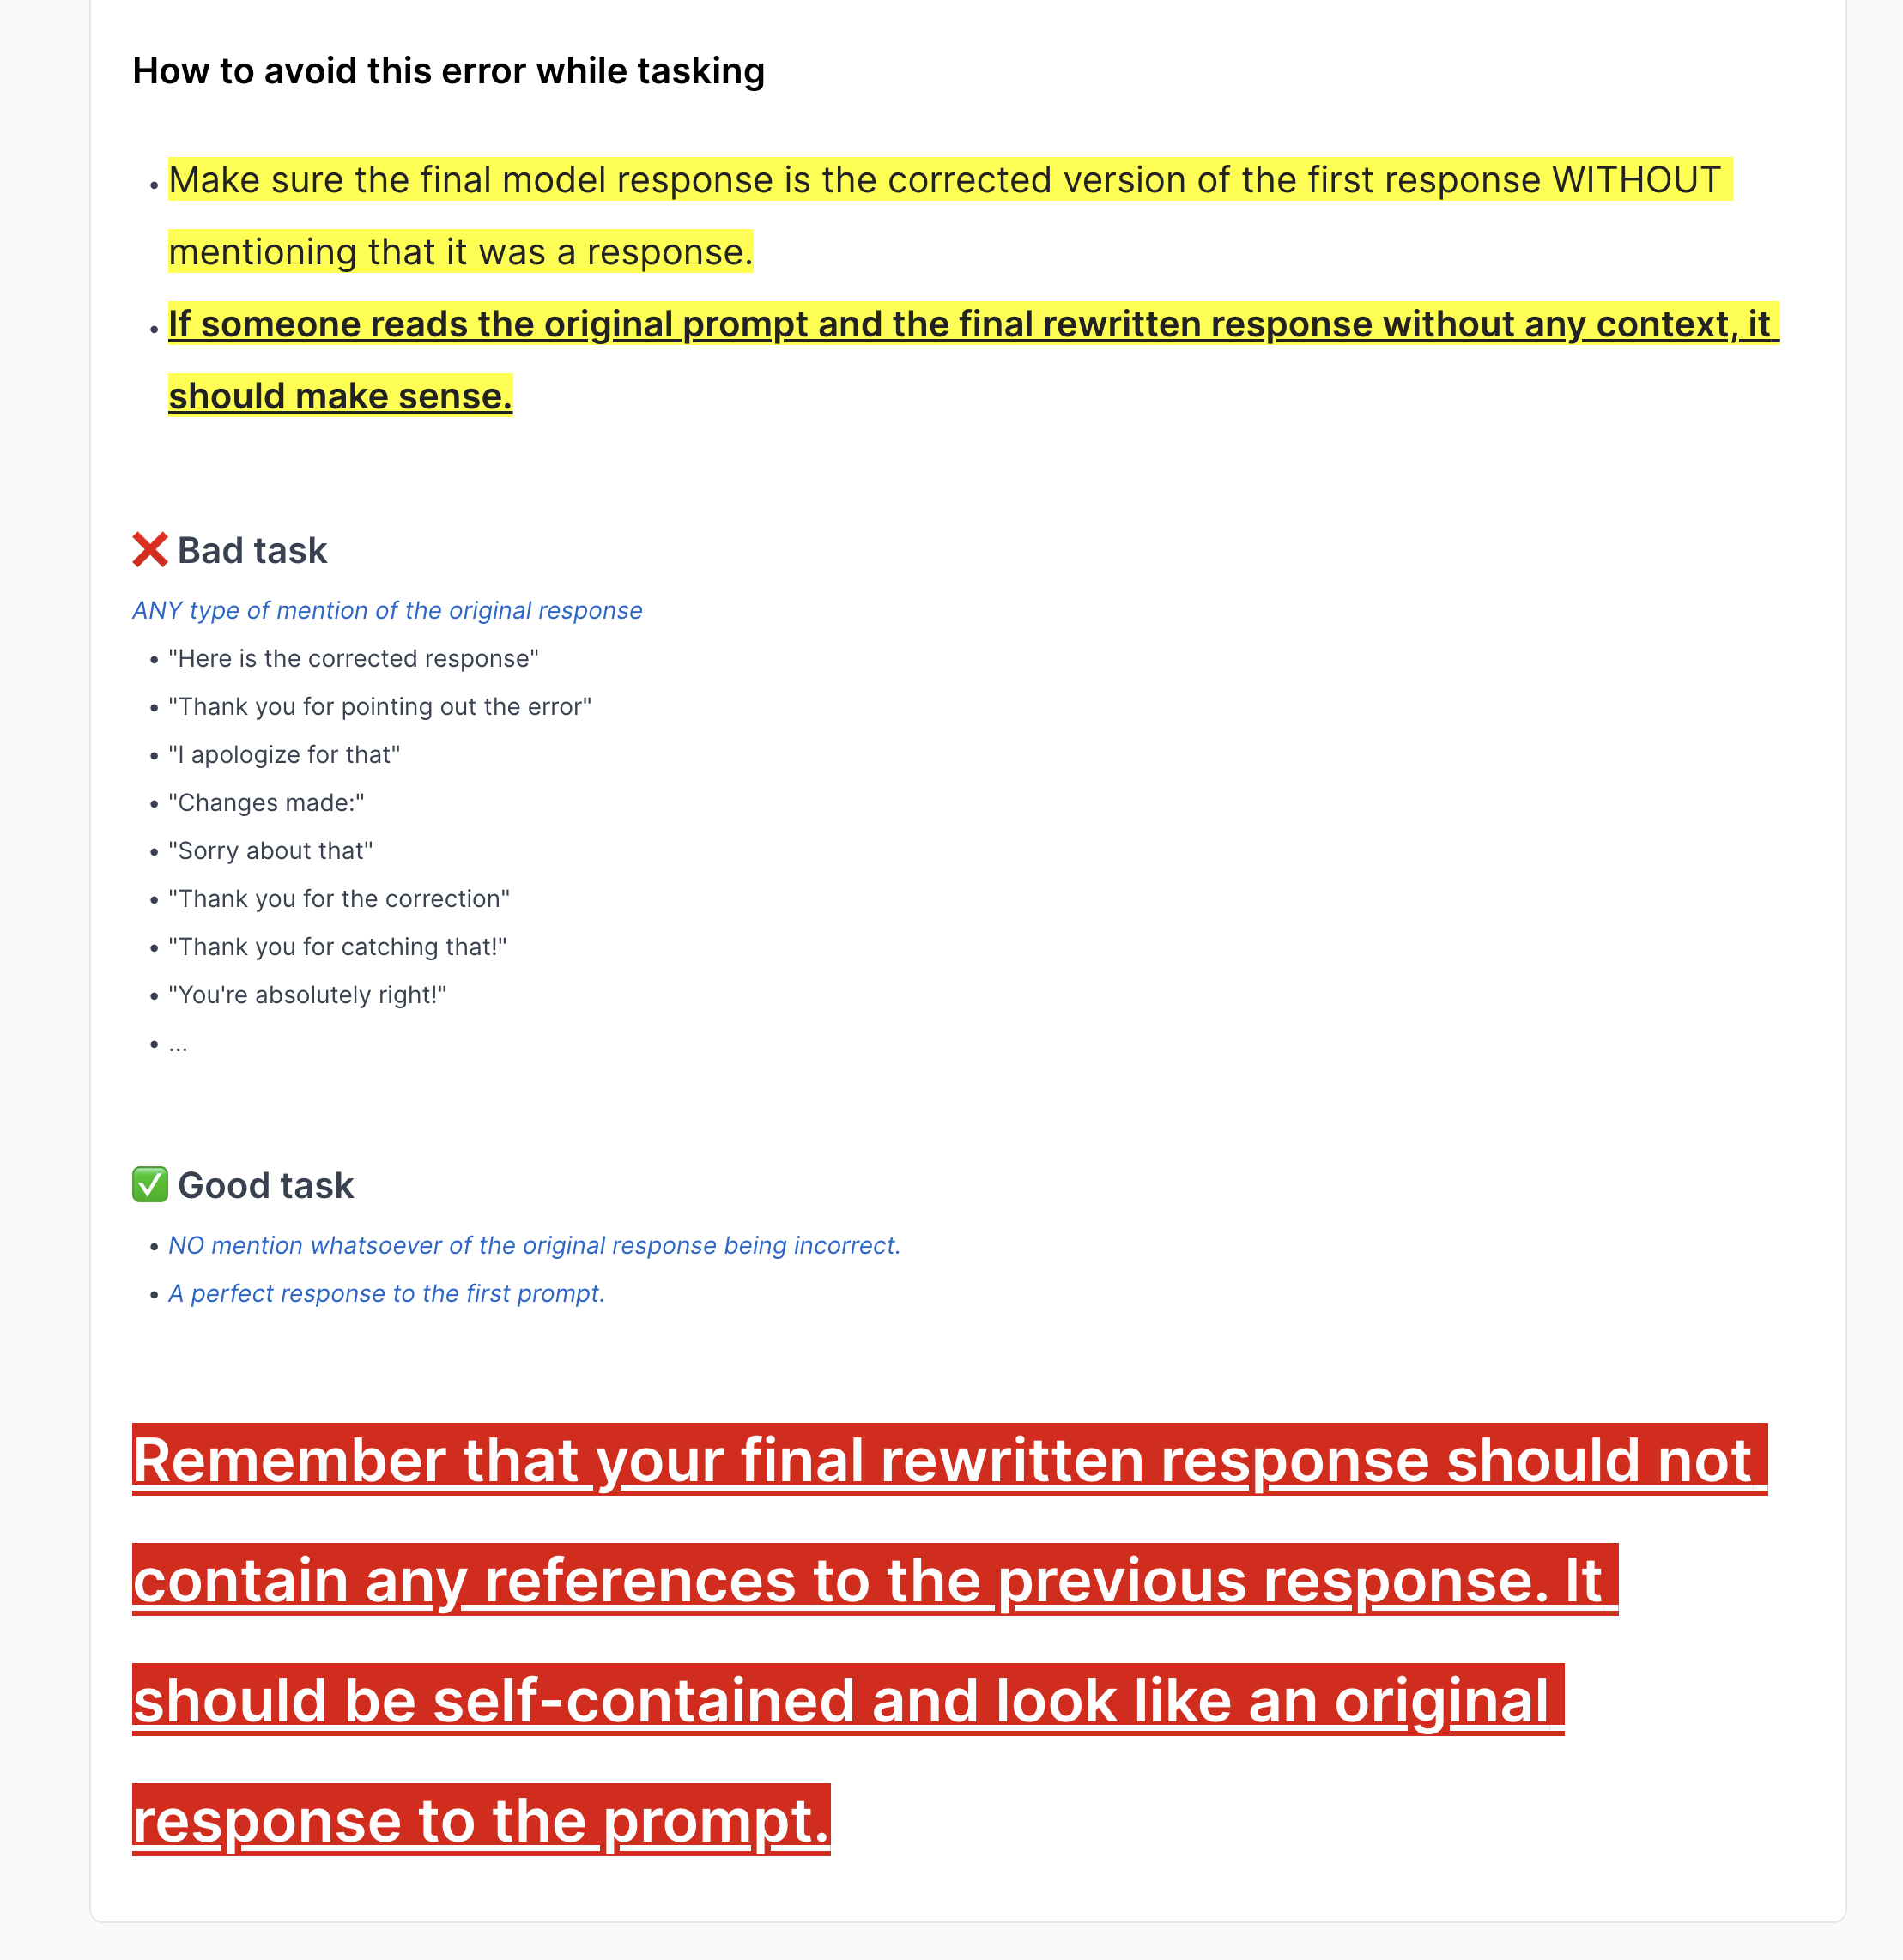 How to avoid this error while tasking
• Make sure the final model response is the corrected version of the first response WITHOUT
mentioning that it was a response.
• If someone reads the original prompt and the final rewritten response without any context, it
should make sense.
❌ Bad task
ANY type of mention of the original response
• "Here is the corrected response"
• "Thank you for pointing out the error"
• "I apologize for that"
• "Changes made:"
• "Sorry about that"
• "Thank you for the correction"
• "Thank you for catching that!"
• "You're absolutely right!"
• ...
✅ Good task
• NO mention whatsoever of the original response being incorrect.
• A perfect response to the first prompt.
Remember that your final rewritten response should not
contain any references to the previous response. It
should be self-contained and look like an original
response to the prompt.